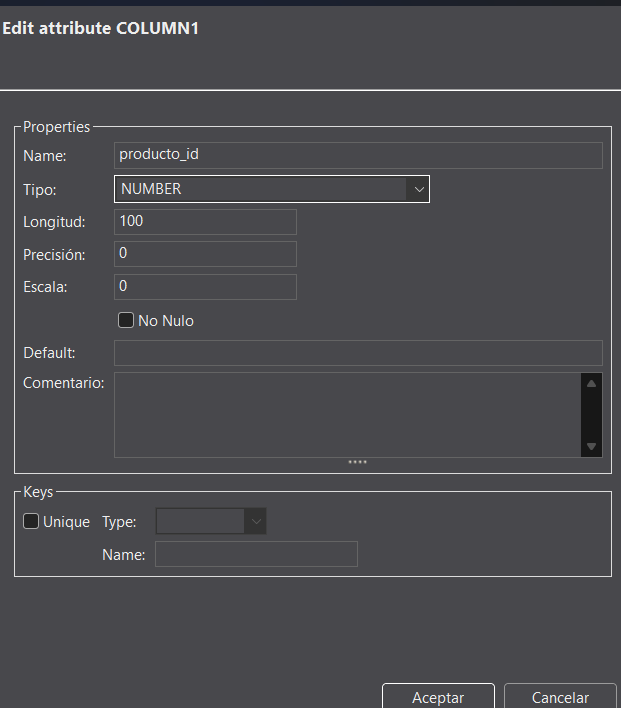 Edit attribute COLUMN1
Properties
Name: producto_id
Tipo: NUMBER
Longitud: 100
Precisión: 0
Escala: 0
No Nulo
Default:
Comentario:
Keys
Unique Type:
Name:
Aceptar Cancelar